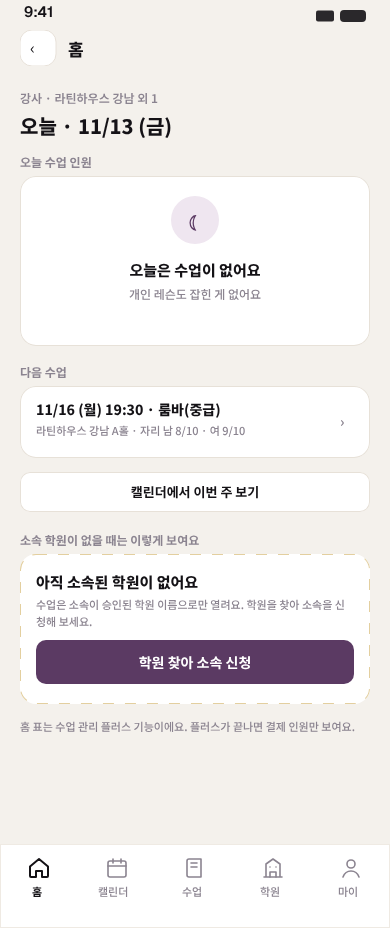 9:41
홈
강사 · 라틴하우스 강남 외 1
오늘 · 11/13 (금)
오늘 수업 인원
오늘은 수업이 없어요
개인 레슨도 잡힌 게 없어요
다음 수업
11/16 (월) 19:30 · 룸바(중급)
라틴하우스 강남 A홀 · 자리 남 8/10 · 여 9/10
캘린더에서 이번 주 보기
소속 학원이 없을 때는 이렇게 보여요
아직 소속된 학원이 없어요
수업은 소속이 승인된 학원 이름으로만 열려요. 학원을 찾아 소속을 신
청해 보세요.
학원 찾아 소속 신청
홈 표는 수업 관리 플러스 기능이에요. 플러스가 끝나면 결제 인원만 보여요.
홈 캘린더 수업 학원 마이